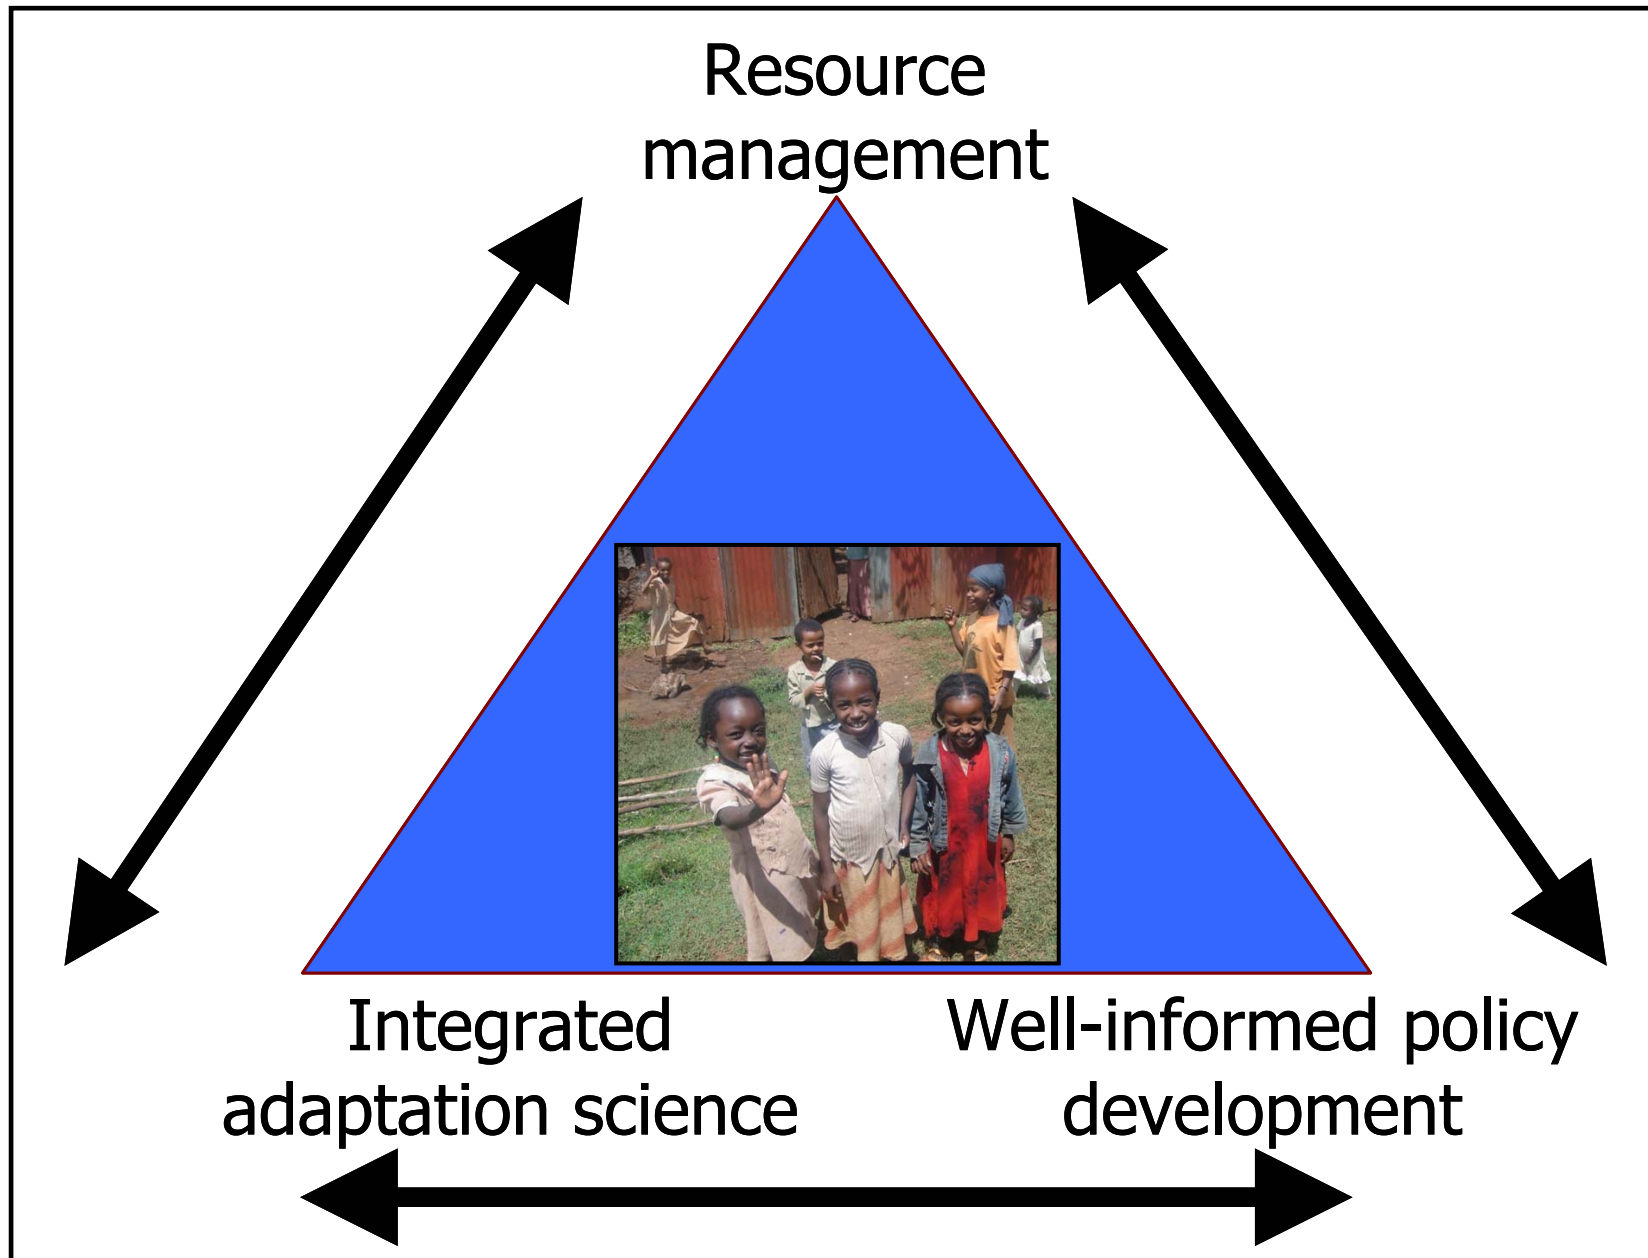 Resource
management
Integrated
adaptation science
Well-informed policy
development